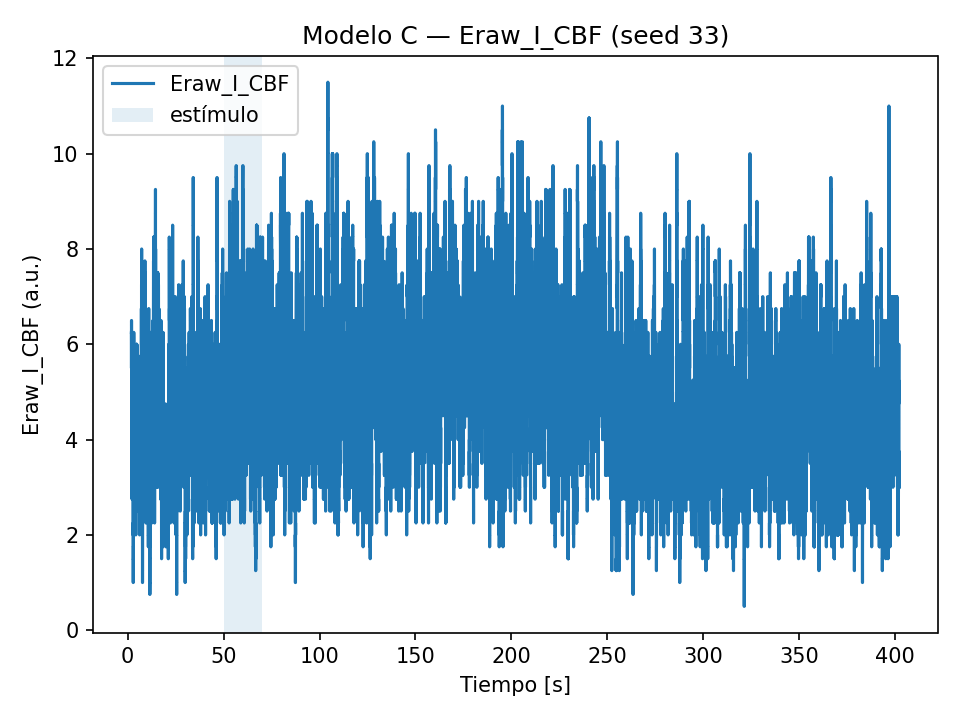 Modelo C — Eraw_I_CBF (seed 33)
Eraw_I_CBF
estímulo
12
10
8
6
4
2
0
Eraw_I_CBF (a.u.)
0 50 100 150 200 250 300 350 400
Tiempo [s]